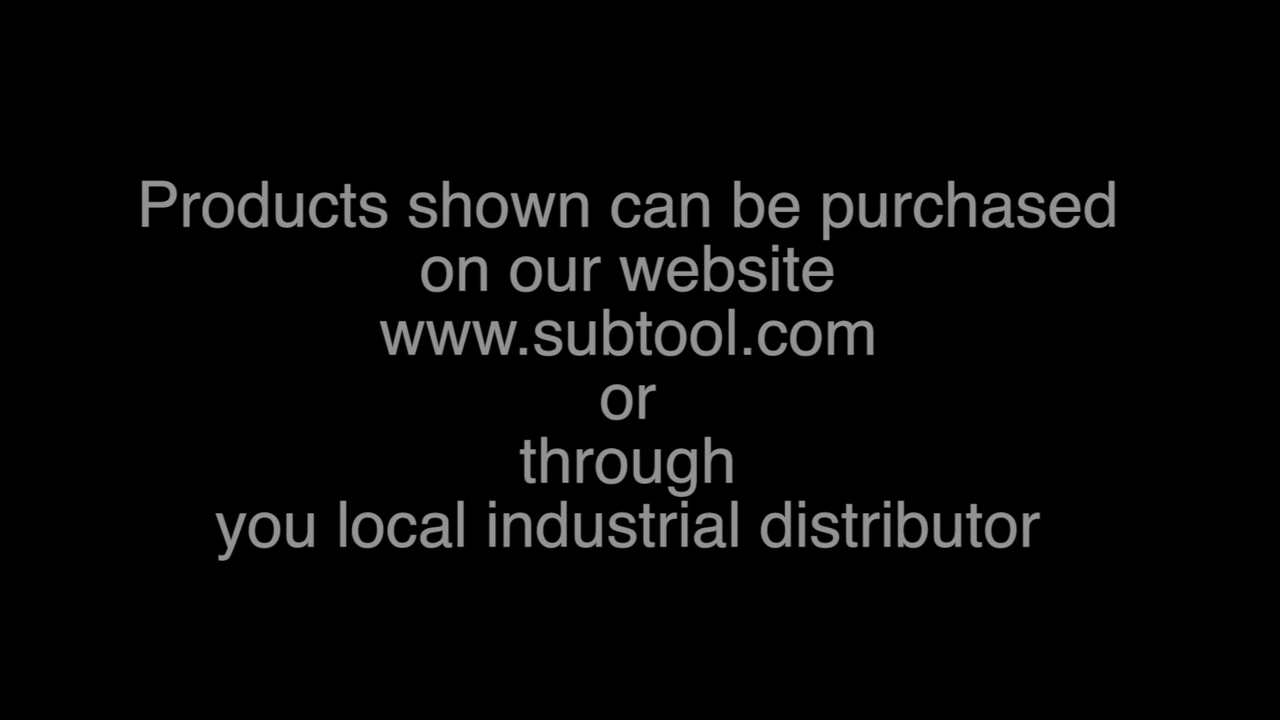 Products shown can be purchased
on our website
www.subtool.com
or
through
you local industrial distributor